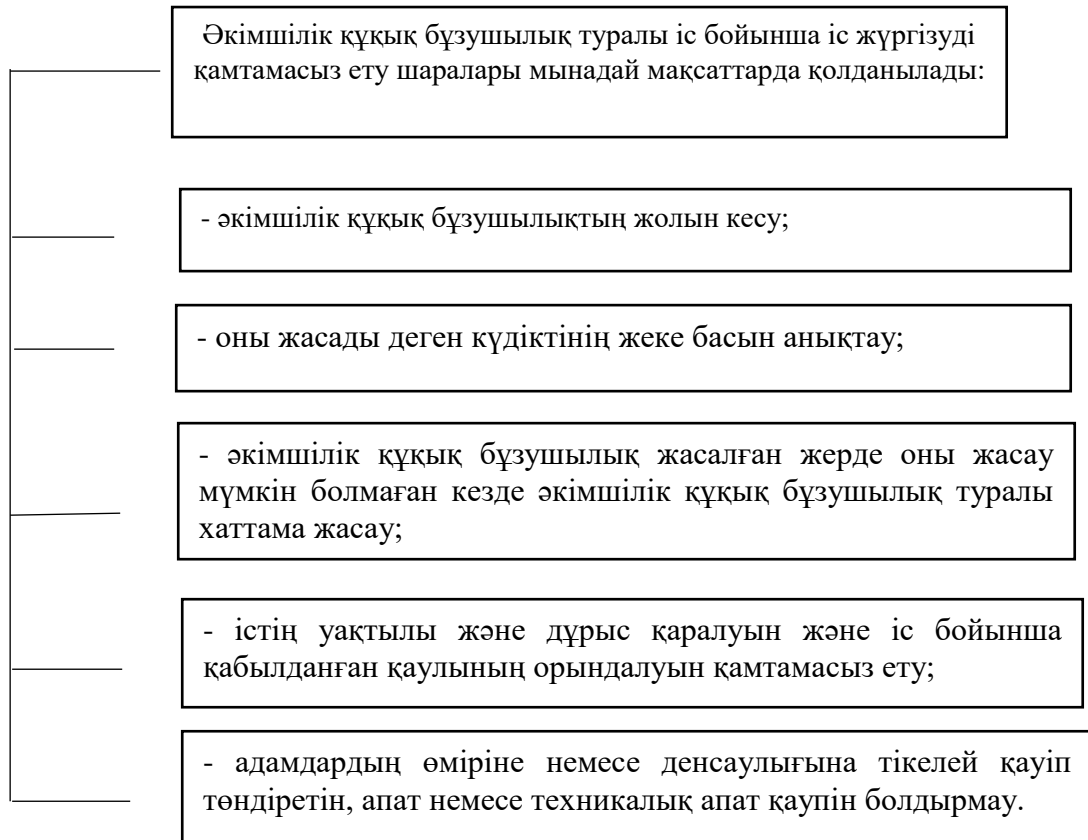 Әкімшілік құқық бұзушылық туралы іс бойынша іс жүргізуді
қамтамасыз ету шаралары мынадай мақсаттарда қолданылады:
- әкімшілік құқық бұзушылықтың жолын кесу;
- оны жасады деген күдіктінің жеке басын анықтау;
- әкімшілік құқық бұзушылық жасалған жерде оны жасау
мүмкін болмаған кезде әкімшілік құқық бұзушылық туралы
хаттама жасау;
- істің уақтылы және дұрыс қаралуын және іс бойынша
қабылданған қаулының орындалуын қамтамасыз ету;
- адамдардың өміріне немесе денсаулығына тікелей қауіп
төндіретін, апат немесе техникалық апат қаупін болдырмау.